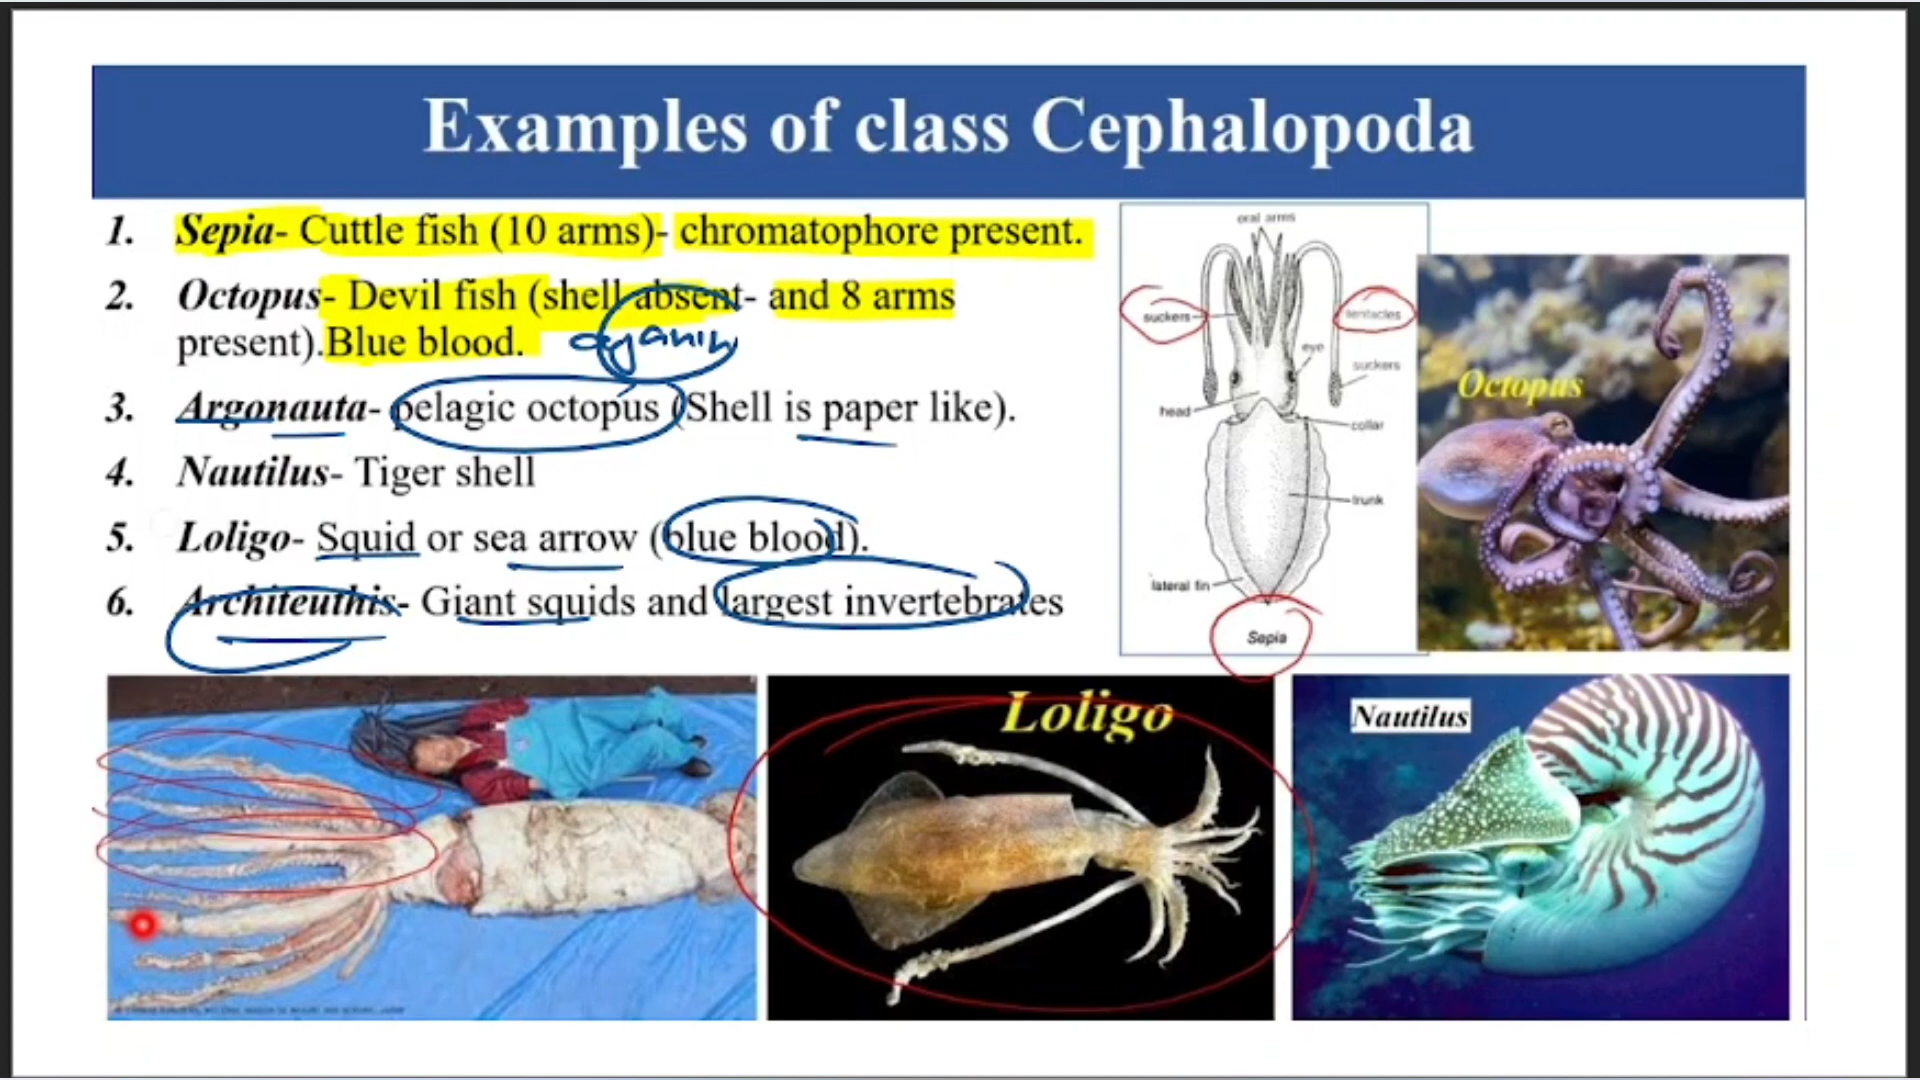 Examples of class Cephalopoda
1. Sepia- Cuttle fish (10 arms)- chromatophore present.
2. Octopus- Devil fish (shell absent- and 8 arms
present).Blue blood.
3. Argonauta- pelagic octopus (Shell is paper like).
4. Nautilus- Tiger shell
5. Loligo- Squid or sea arrow (blue blood).
6. Architeuthis- Giant squids and largest invertebrates
oral arms
suckers
tentacles
eye
suckers
head
collar
trunk
lateral fin
Sepia
Octopus
Loligo
Nautilus